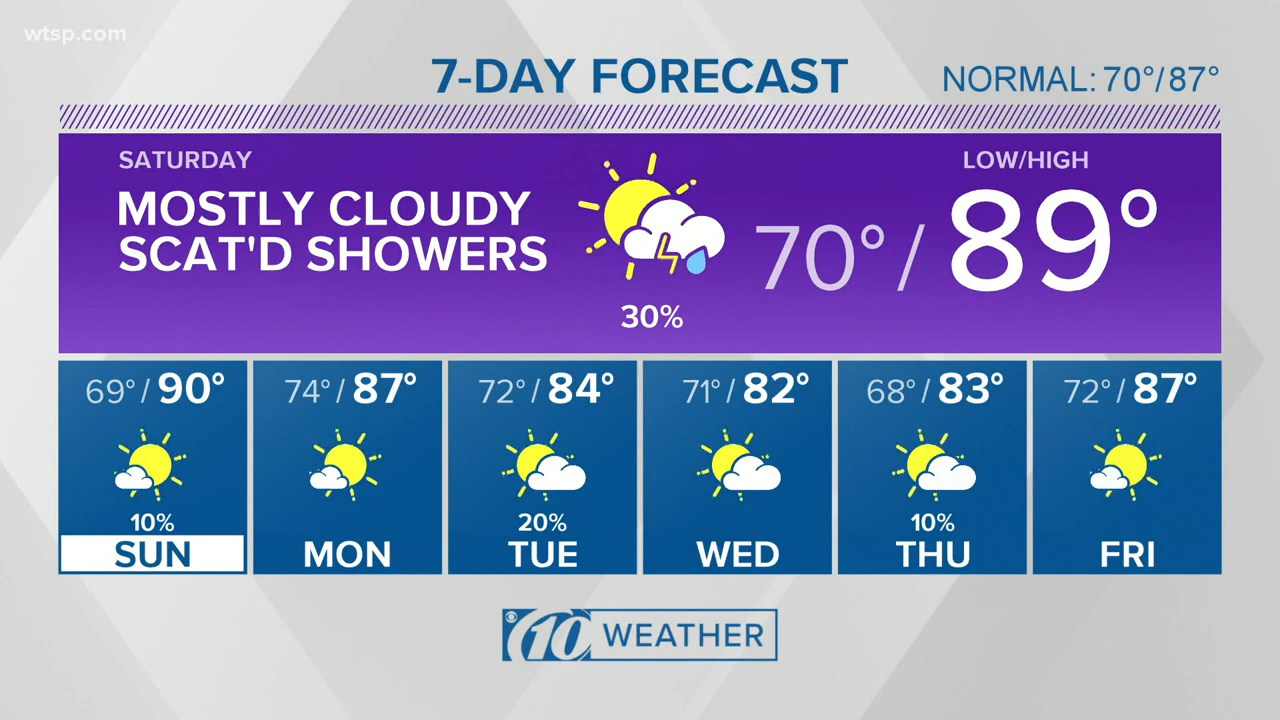 wtsp.com
7-DAY FORECAST
NORMAL: 70°/87°
SATURDAY
MOSTLY CLOUDY
SCAT'D SHOWERS
30%
LOW/HIGH
70°/89°
69°/90°
10%
SUN
74°/87°
MON
72°/84°
20%
TUE
71°/82°
WED
68°/83°
10%
THU
72°/87°
FRI
10 WEATHER